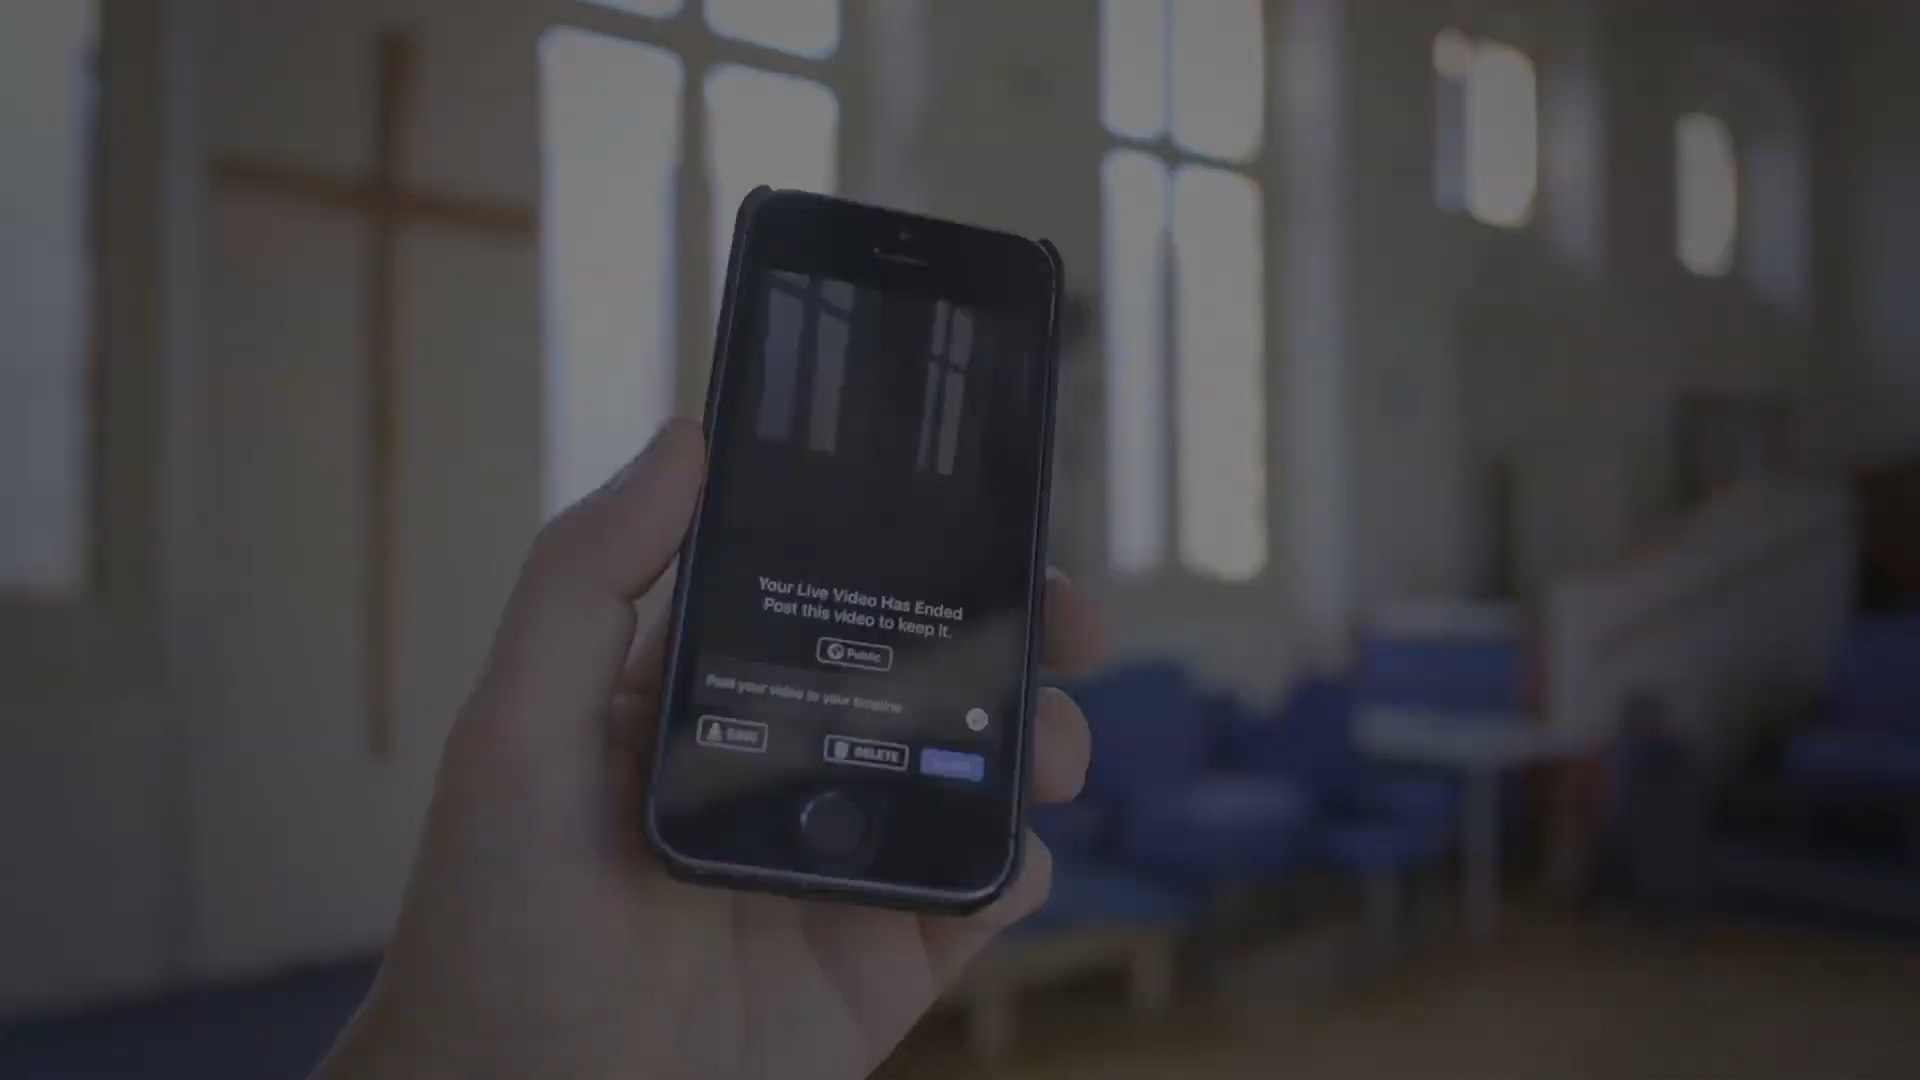 Your Live Video Has Ended
Post this video to keep it.
Public
Post your video to your timeline
SAVE
DELETE